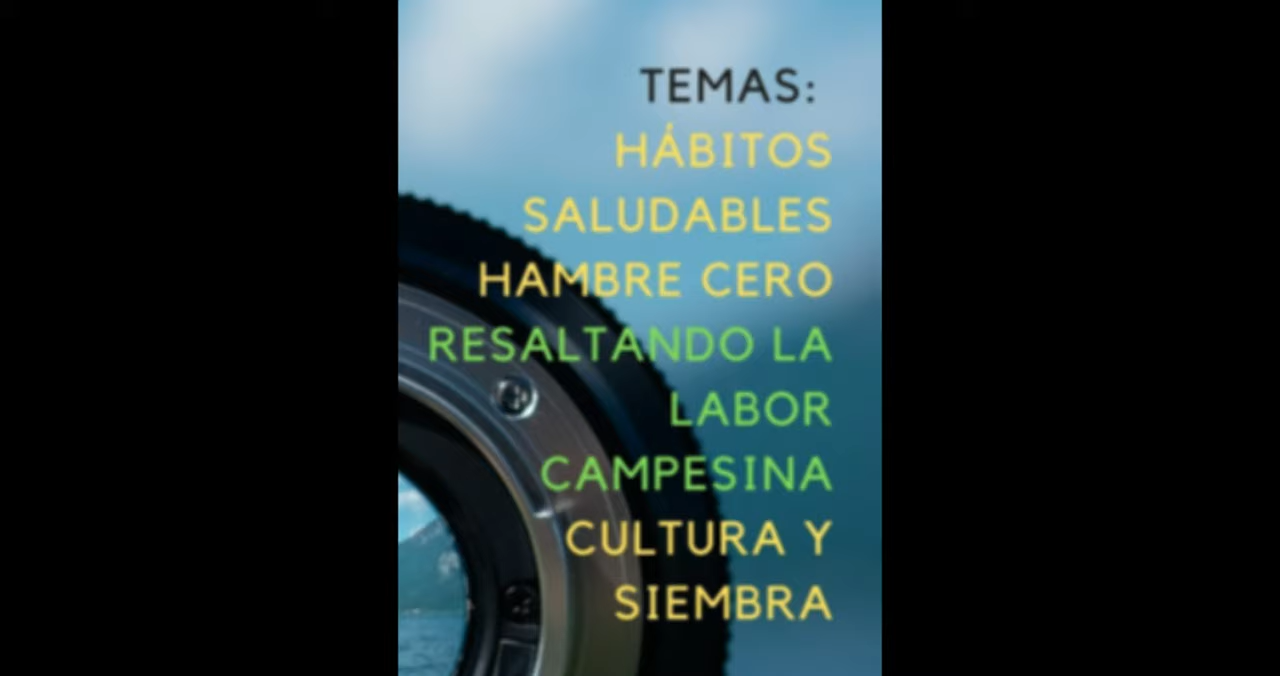 TEMAS:
HÁBITOS
SALUDABLES
HAMBRE CERO
RESALTANDO LA
LABOR
CAMPESINA
CULTURA Y
SIEMBRA